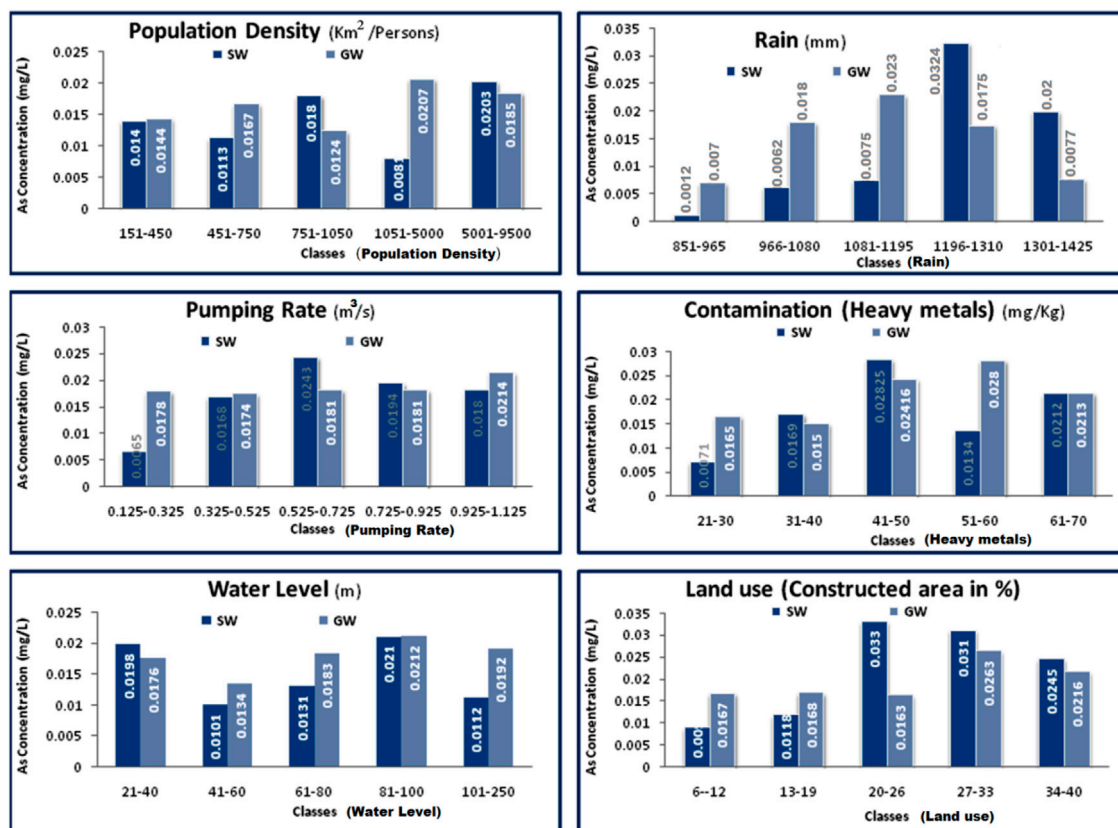 Population Density (Km² /Persons)
SW GW
As Concentration (mg/L)
0.025
0.02
0.015
0.01
0.005
0
0.014 0.0144 0.0113 0.0167 0.018 0.0124 0.0081 0.0207 0.0203 0.0185
151-450 451-750 751-1050 1051-5000 5001-9500
Classes (Population Density)
Rain (mm)
SW GW
As Concentration (mg/L)
0.035
0.03
0.025
0.02
0.015
0.01
0.005
0
0.0012 0.007 0.0062 0.018 0.0075 0.023 0.0324 0.0175 0.02 0.0077
851-965 966-1080 1081-1195 1196-1310 1301-1425
Classes (Rain)
Pumping Rate (m³/s)
SW GW
As Concentration (mg/L)
0.03
0.025
0.02
0.015
0.01
0.005
0
0.0065 0.0178 0.0168 0.0174 0.0243 0.0181 0.0194 0.0181 0.018 0.0214
0.125-0.325 0.325-0.525 0.525-0.725 0.725-0.925 0.925-1.125
Classes (Pumping Rate)
Contamination (Heavy metals) (mg/Kg)
SW GW
As Concentration (mg/L)
0.03
0.025
0.02
0.015
0.01
0.005
0
0.0071 0.0165 0.0169 0.015 0.02825 0.02416 0.0134 0.028 0.0212 0.0213
21-30 31-40 41-50 51-60 61-70
Classes (Heavy metals)
Water Level (m)
SW GW
As Concentration (mg/L)
0.025
0.02
0.015
0.01
0.005
0
0.0198 0.0176 0.0101 0.0134 0.0131 0.0183 0.021 0.0212 0.0112 0.0192
21-40 41-60 61-80 81-100 101-250
Classes (Water Level)
Land use (Constructed area in %)
SW GW
As Concentration (mg/L)
0.035
0.03
0.025
0.02
0.015
0.01
0.005
0
0.00 0.0167 0.0118 0.0168 0.033 0.0163 0.031 0.0263 0.0245 0.0216
6--12 13-19 20-26 27-33 34-40
Classes (Land use)